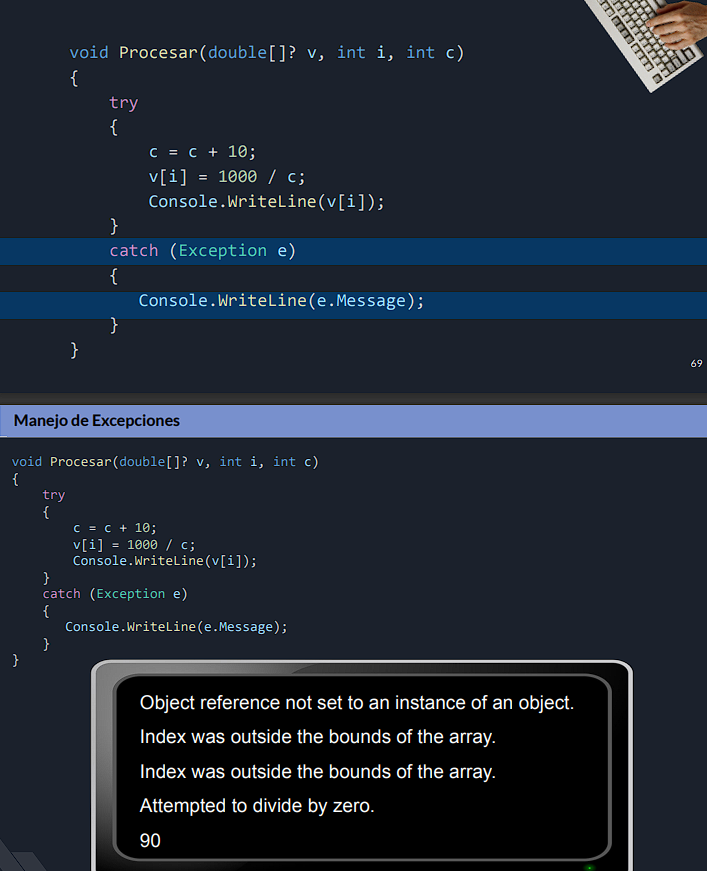 void Procesar(double[]? v, int i, int c)
{
try
{
c = c + 10;
v[i] = 1000 / c;
Console.WriteLine(v[i]);
}
catch (Exception e)
{
Console.WriteLine(e.Message);
}
}
69
Manejo de Excepciones
void Procesar(double[]? v, int i, int c)
{
try
{
c = c + 10;
v[i] = 1000 / c;
Console.WriteLine(v[i]);
}
catch (Exception e)
{
Console.WriteLine(e.Message);
}
}
Object reference not set to an instance of an object.
Index was outside the bounds of the array.
Index was outside the bounds of the array.
Attempted to divide by zero.
90